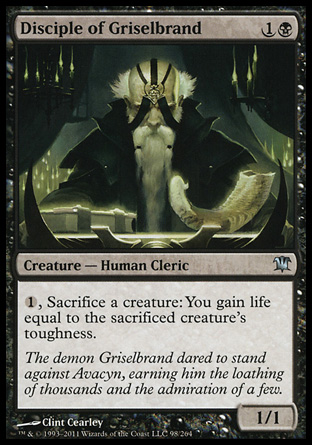 Disciple of Griselbrand 1
Creature — Human Cleric
1, Sacrifice a creature: You gain life
equal to the sacrificed creature's
toughness.
The demon Griselbrand dared to stand
against Avacyn, earning him the loathing
of thousands and the admiration of a few.
Clint Cearley
™ & © 1993–2011 Wizards of the Coast LLC 98/264
1/1